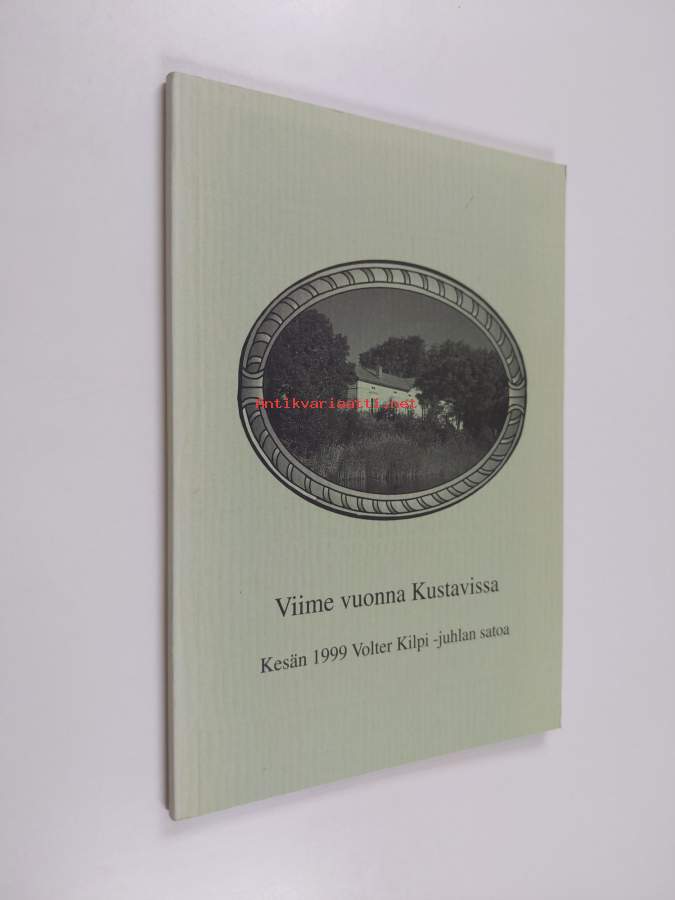 Antikvariaatti.net
Viime vuonna Kustavissa
Kesän 1999 Volter Kilpi -juhlan satoa